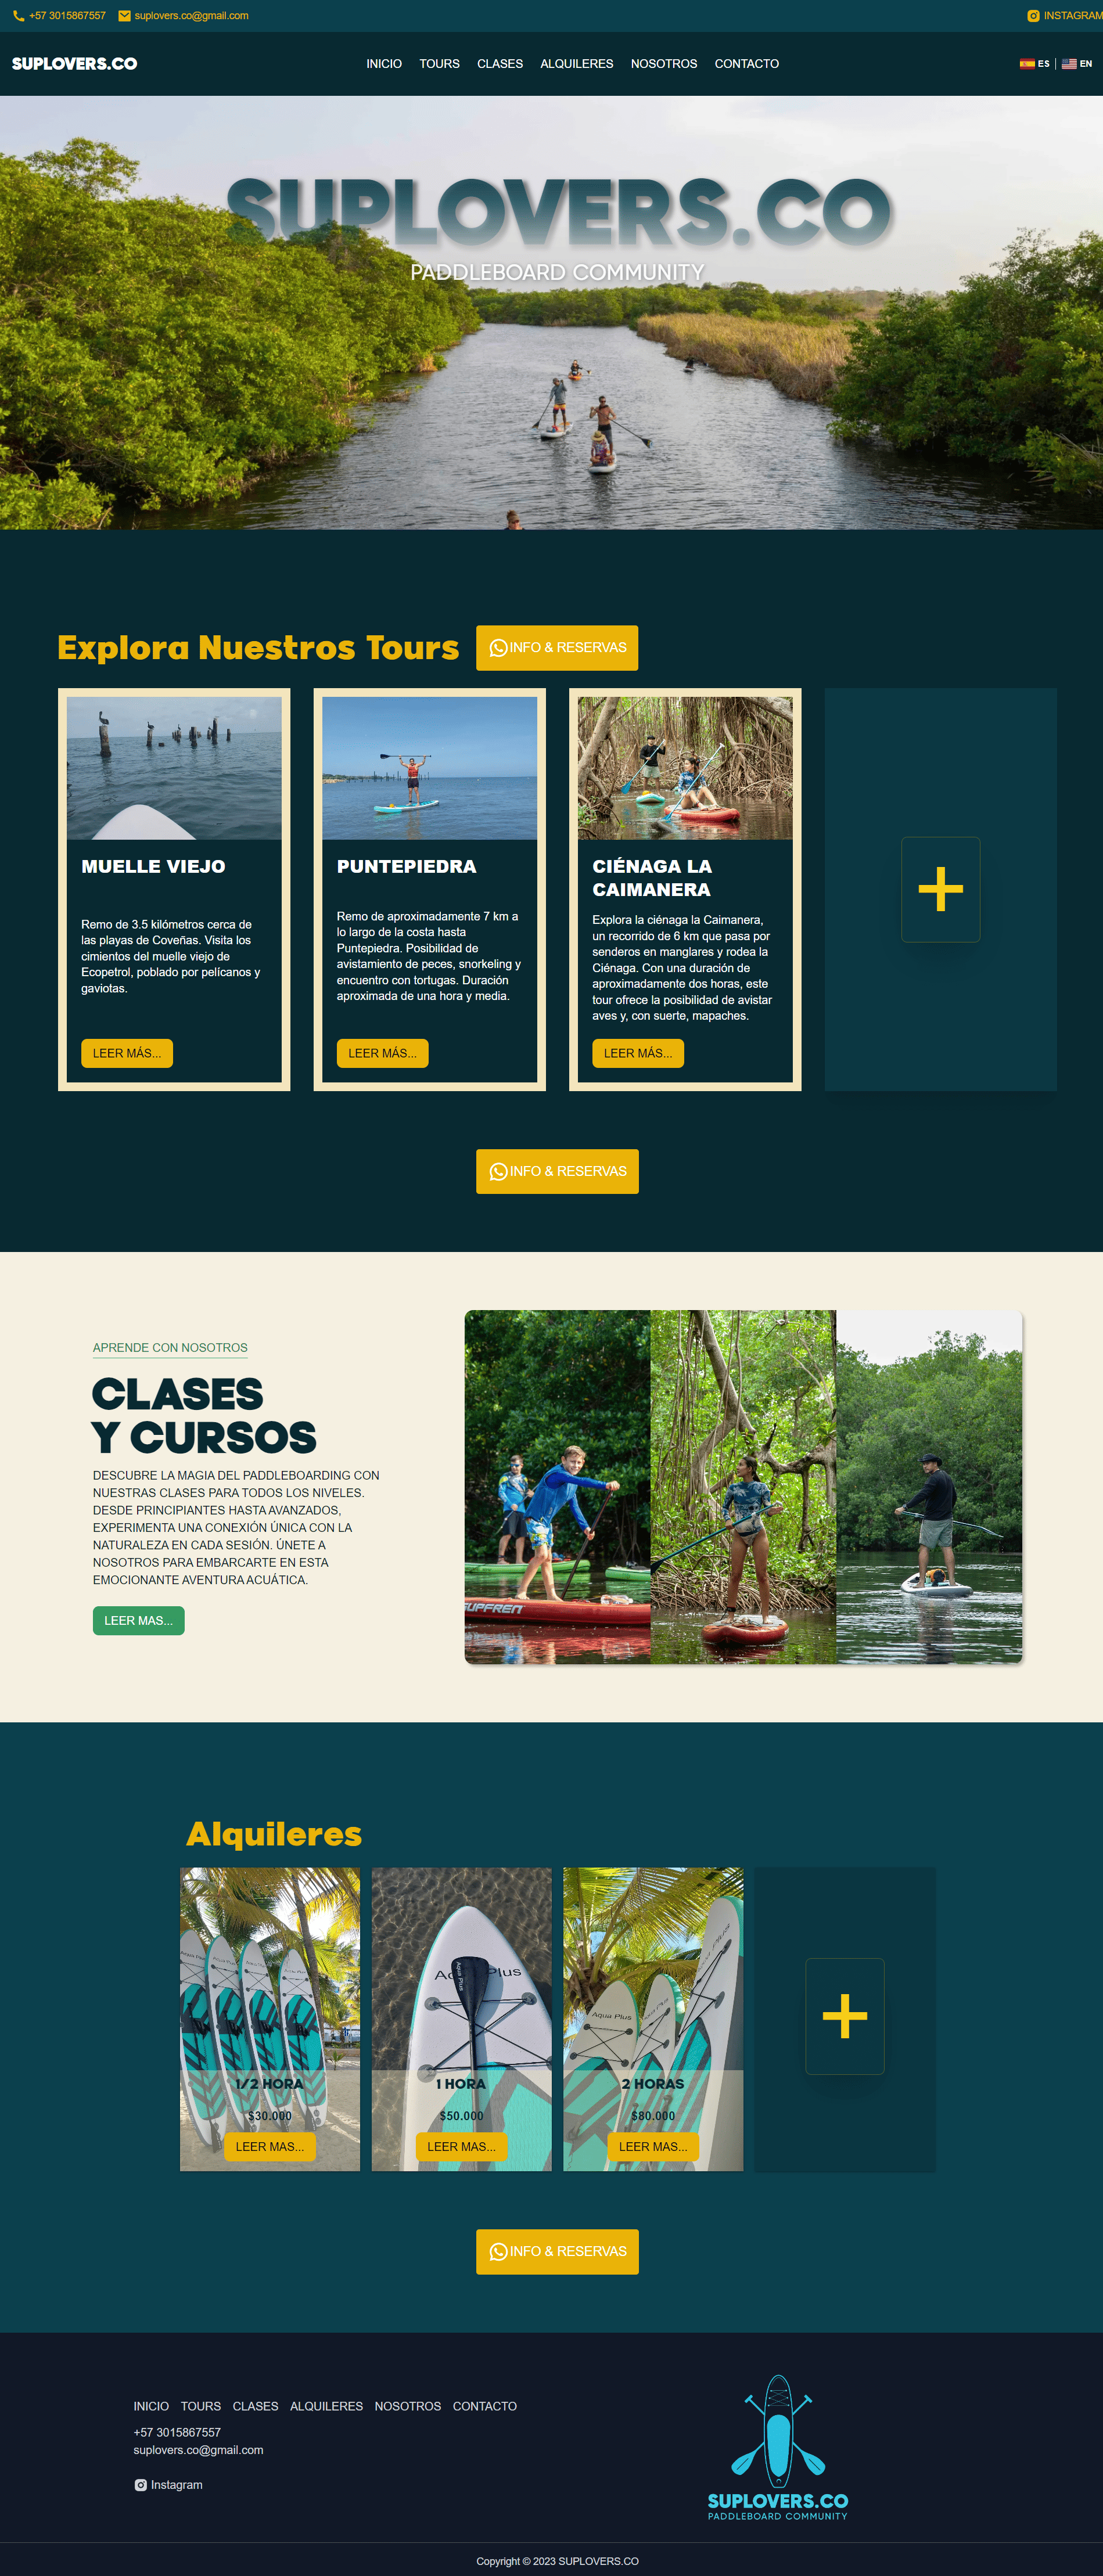 +57 3015867557 suplovers.co@gmail.com INSTAGRAM
SUPLOVERS.CO INICIO TOURS CLASES ALQUILERES NOSOTROS CONTACTO ES | EN
SUPLOVERS.CO
PADDLEBOARD COMMUNITY
Explora Nuestros Tours INFO & RESERVAS
MUELLE VIEJO
Remo de 3.5 kilómetros cerca de
las playas de Coveñas. Visita los
cimientos del muelle viejo de
Ecopetrol, poblado por pelícanos y
gaviotas.
LEER MÁS...
PUNTEPIEDRA
Remo de aproximadamente 7 km a
lo largo de la costa hasta
Puntepiedra. Posibilidad de
avistamiento de peces, snorkeling y
encuentro con tortugas. Duración
aproximada de una hora y media.
LEER MÁS...
CIÉNAGA LA
CAIMANERA
Explora la ciénaga la Caimanera,
un recorrido de 6 km que pasa por
senderos en manglares y rodea la
Ciénaga. Con una duración de
aproximadamente dos horas, este
tour ofrece la posibilidad de avistar
aves y, con suerte, mapaches.
LEER MÁS...
+
INFO & RESERVAS
APRENDE CON NOSOTROS
CLASES
Y CURSOS
DESCUBRE LA MAGIA DEL PADDLEBOARDING CON
NUESTRAS CLASES PARA TODOS LOS NIVELES.
DESDE PRINCIPIANTES HASTA AVANZADOS,
EXPERIMENTA UNA CONEXIÓN ÚNICA CON LA
NATURALEZA EN CADA SESIÓN. ÚNETE A
NOSOTROS PARA EMBARCARTE EN ESTA
EMOCIONANTE AVENTURA ACUÁTICA.
LEER MAS...
SUPFREN
Alquileres
Aqua Plus
1/2 HORA
$30.000
LEER MAS...
Aqua Plus
Aqua Plus
1 HORA
$50.000
LEER MAS...
Aqua Plus
Aqua Plus
2 HORAS
$80.000
LEER MAS...
+
INFO & RESERVAS
INICIO TOURS CLASES ALQUILERES NOSOTROS CONTACTO
+57 3015867557
suplovers.co@gmail.com
Instagram
SUPLOVERS.CO
PADDLEBOARD COMMUNITY
Copyright © 2023 SUPLOVERS.CO